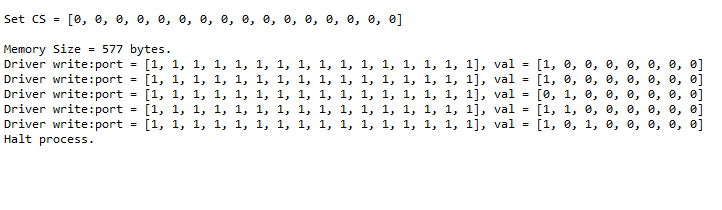 Set CS = [0, 0, 0, 0, 0, 0, 0, 0, 0, 0, 0, 0, 0, 0, 0, 0]
Memory Size = 577 bytes.
Driver write:port = [1, 1, 1, 1, 1, 1, 1, 1, 1, 1, 1, 1, 1, 1, 1, 1], val = [1, 0, 0, 0, 0, 0, 0, 0]
Driver write:port = [1, 1, 1, 1, 1, 1, 1, 1, 1, 1, 1, 1, 1, 1, 1, 1], val = [1, 0, 0, 0, 0, 0, 0, 0]
Driver write:port = [1, 1, 1, 1, 1, 1, 1, 1, 1, 1, 1, 1, 1, 1, 1, 1], val = [0, 1, 0, 0, 0, 0, 0, 0]
Driver write:port = [1, 1, 1, 1, 1, 1, 1, 1, 1, 1, 1, 1, 1, 1, 1, 1], val = [1, 1, 0, 0, 0, 0, 0, 0]
Driver write:port = [1, 1, 1, 1, 1, 1, 1, 1, 1, 1, 1, 1, 1, 1, 1, 1], val = [1, 0, 1, 0, 0, 0, 0, 0]
Halt process.